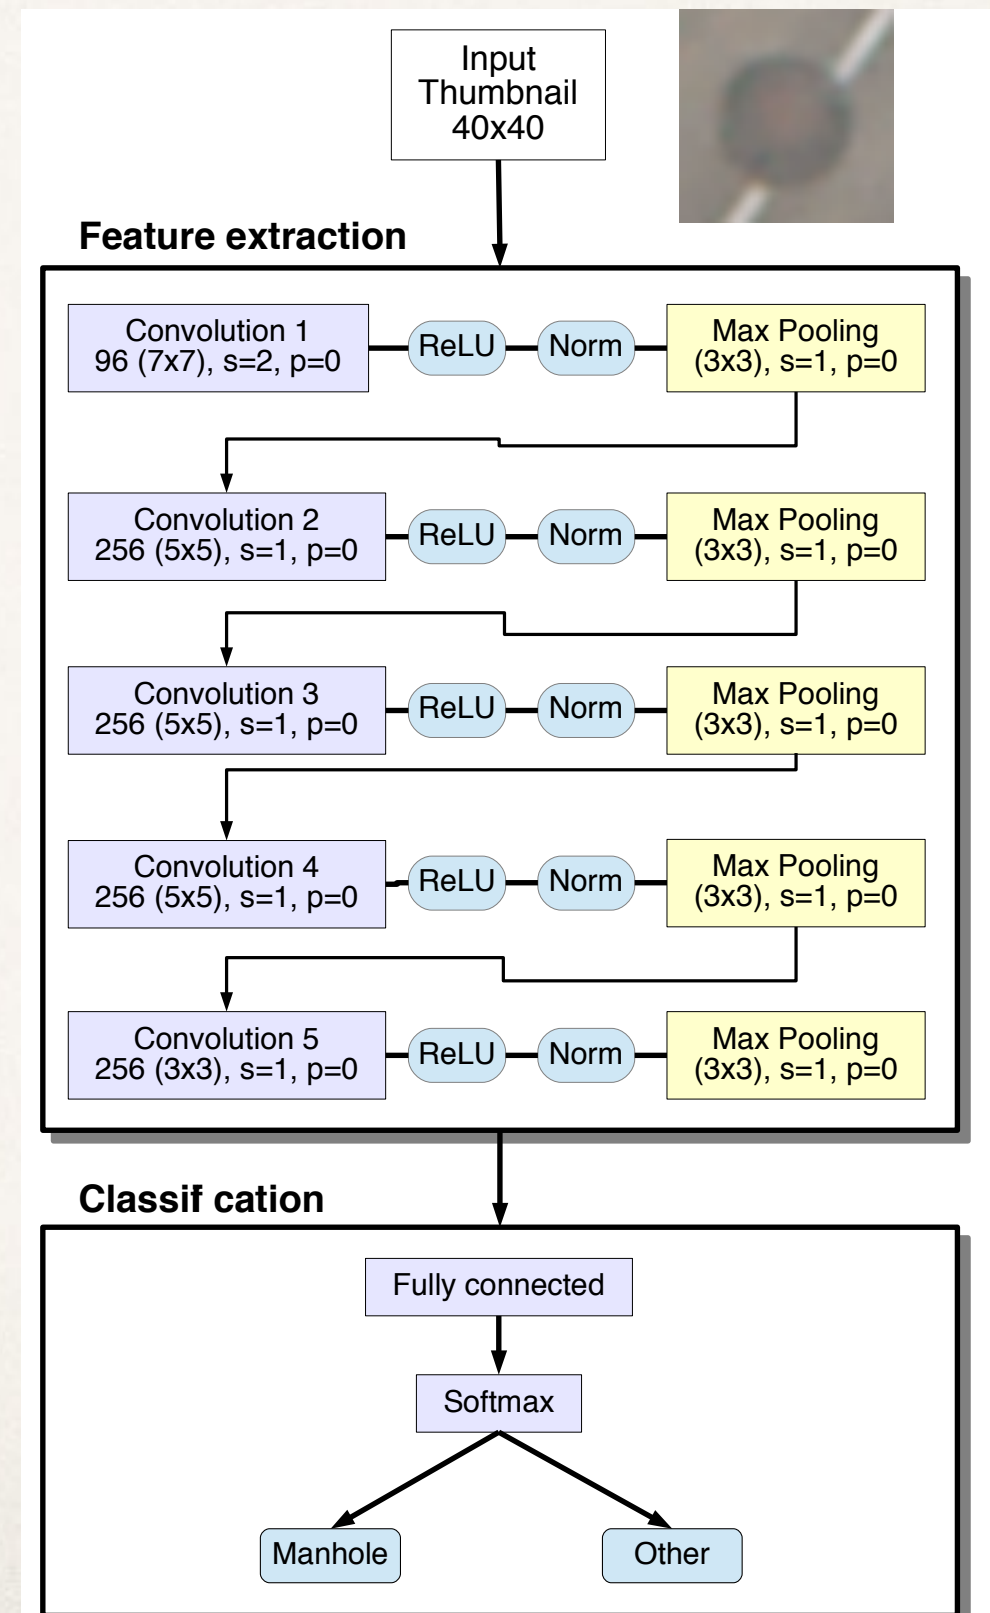 Input
Thumbnail
40x40
Feature extraction
Convolution 1
96 (7x7), s=2, p=0
ReLU
Norm
Max Pooling
(3x3), s=1, p=0
Convolution 2
256 (5x5), s=1, p=0
ReLU
Norm
Max Pooling
(3x3), s=1, p=0
Convolution 3
256 (5x5), s=1, p=0
ReLU
Norm
Max Pooling
(3x3), s=1, p=0
Convolution 4
256 (5x5), s=1, p=0
ReLU
Norm
Max Pooling
(3x3), s=1, p=0
Convolution 5
256 (3x3), s=1, p=0
ReLU
Norm
Max Pooling
(3x3), s=1, p=0
Classif cation
Fully connected
Softmax
Manhole
Other